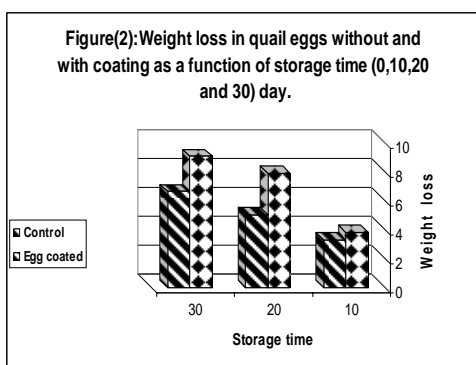 Figure(2):Weight loss in quail eggs without and
with coating as a function of storage time (0,10,20
and 30) day.
10
8
6
4
2
0
Weight loss
Control
Egg coated
30 20 10
Storage time